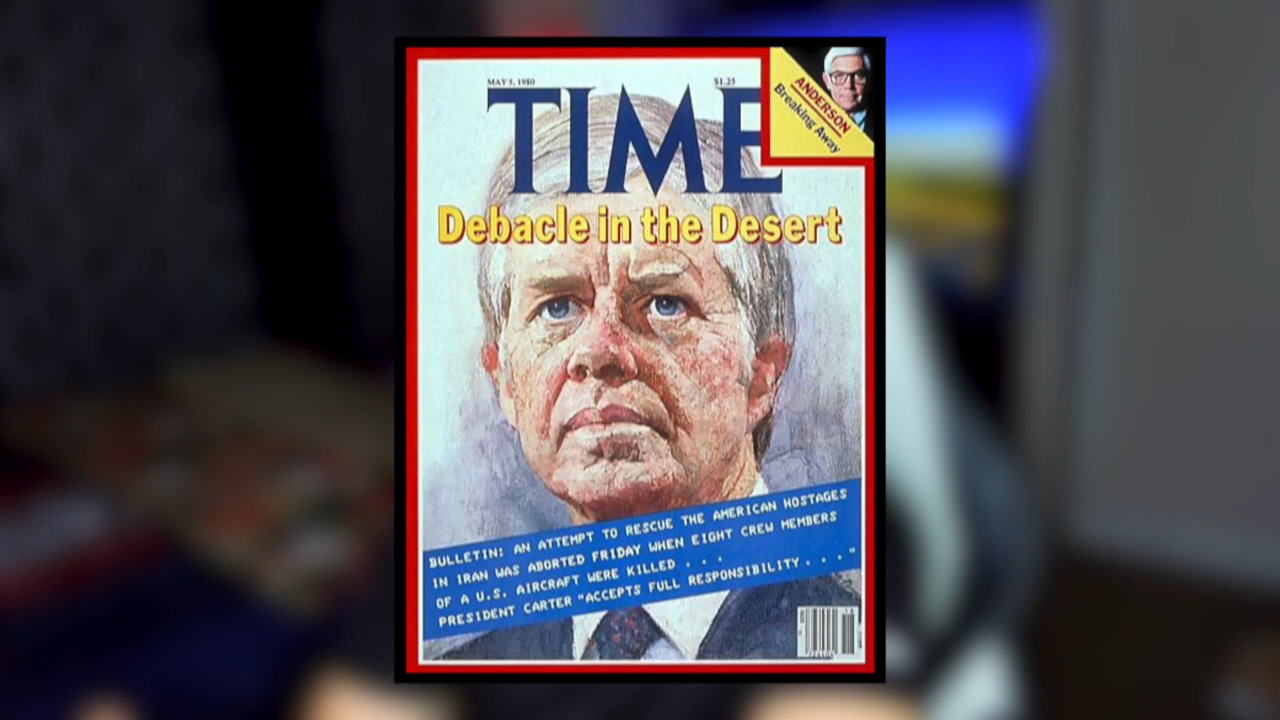 MAY 5, 1980
$1.25
TIME
ANDERSON
Breaking Away
Debacle in the Desert
BULLETIN: AN ATTEMPT TO RESCUE THE AMERICAN HOSTAGES
IN IRAN WAS ABORTED FRIDAY WHEN EIGHT CREW MEMBERS
OF A U.S. AIRCRAFT WERE KILLED . . .
PRESIDENT CARTER "ACCEPTS FULL RESPONSIBILITY . . . "